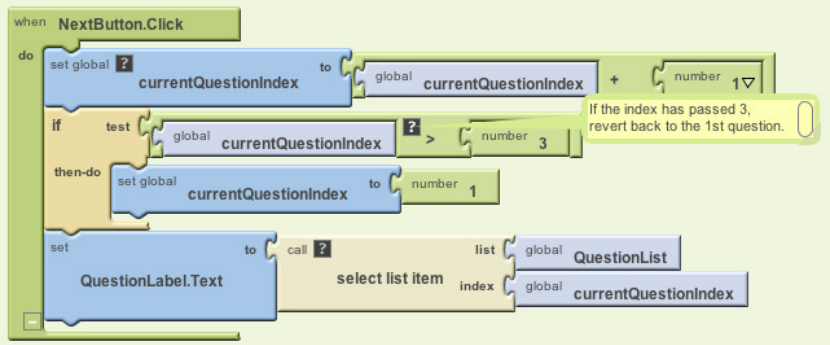 when NextButton.Click
do
set global ? currentQuestionIndex to global currentQuestionIndex + number 1
if test global currentQuestionIndex ? > number 3
If the index has passed 3,
revert back to the 1st question.
then-do set global currentQuestionIndex to number 1
set QuestionLabel.Text to call ? select list item
list global QuestionList
index global currentQuestionIndex